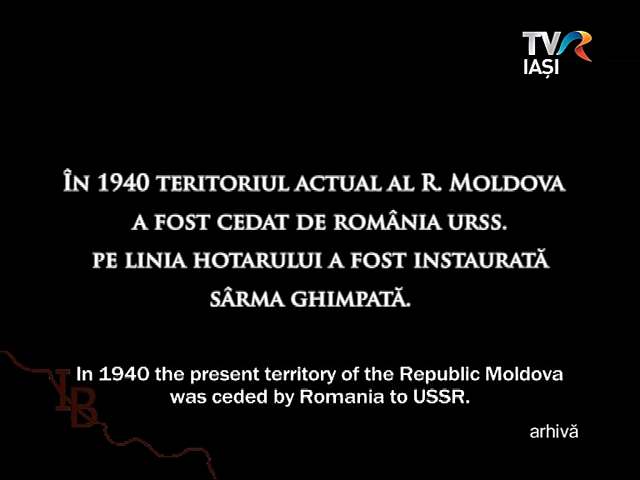 TVR
IAȘI
ÎN 1940 TERITORIUL ACTUAL AL R. MOLDOVA
A FOST CEDAT DE ROMÂNIA URSS.
PE LINIA HOTARULUI A FOST INSTAURATĂ
SÂRMA GHIMPATĂ.
In 1940 the present territory of the Republic Moldova
was ceded by Romania to USSR.
IB
arhivă